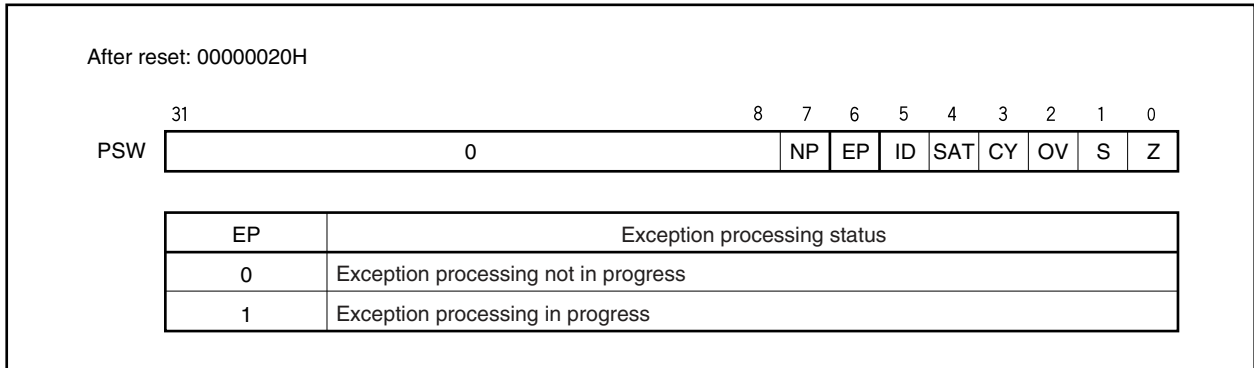 After reset: 00000020H
31 8 7 6 5 4 3 2 1 0
PSW 0 NP EP ID SAT CY OV S Z
EP Exception processing status
0 Exception processing not in progress
1 Exception processing in progress